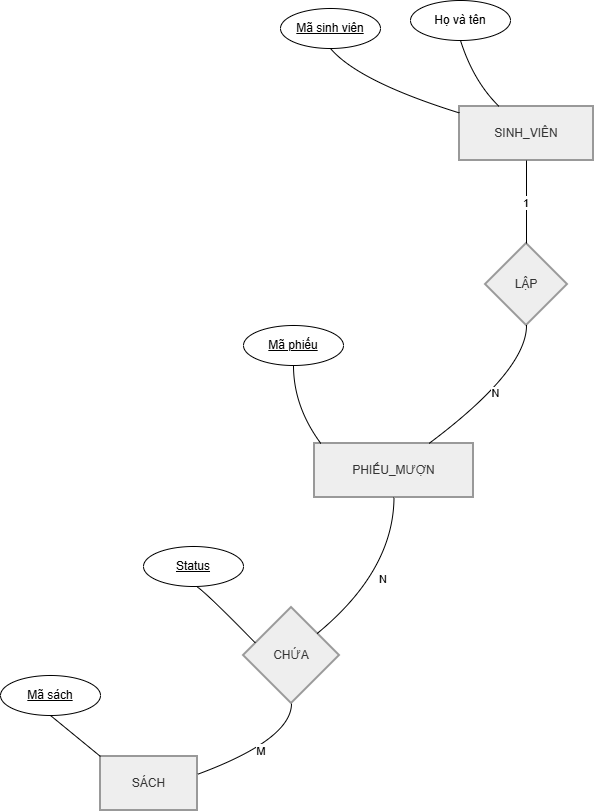 Mã sinh viên
Họ và tên
SINH_VIÊN
1
LẬP
Mã phiếu
N
PHIẾU_MƯỢN
Status
N
CHỨA
Mã sách
M
SÁCH